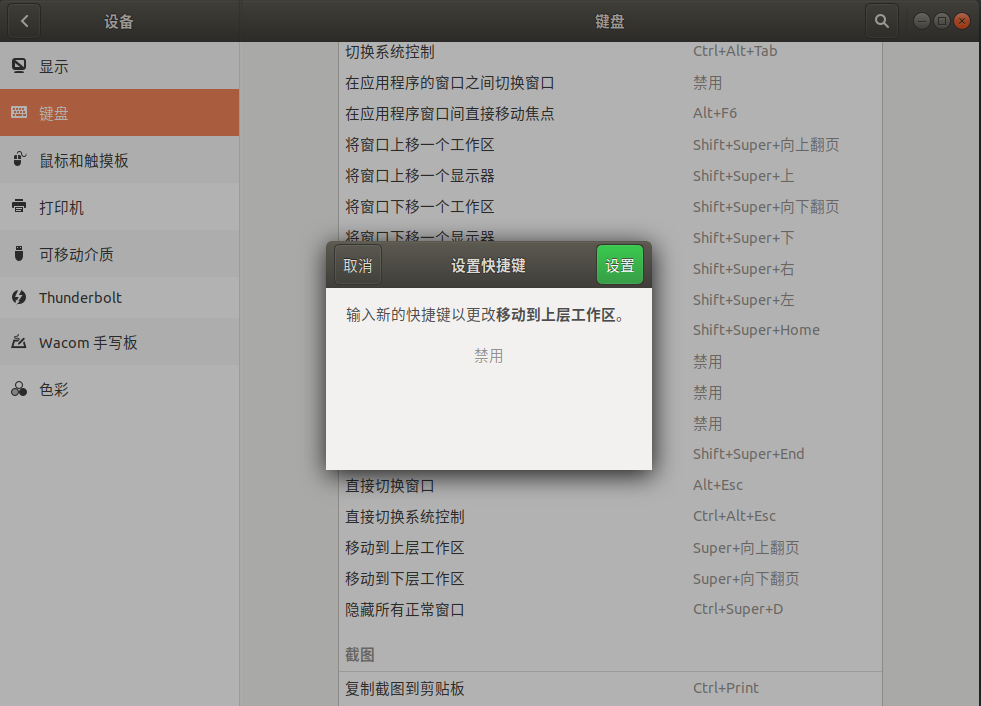 设备
键盘
显示
键盘
鼠标和触摸板
打印机
可移动介质
Thunderbolt
Wacom 手写板
色彩
切换系统控制 Ctrl+Alt+Tab
在应用程序的窗口之间切换窗口 禁用
在应用程序窗口间直接移动焦点 Alt+F6
将窗口上移一个工作区 Shift+Super+向上翻页
将窗口上移一个显示器 Shift+Super+上
将窗口下移一个工作区 Shift+Super+向下翻页
将窗口下移一个显示器 Shift+Super+下
Shift+Super+右
Shift+Super+左
Shift+Super+Home
禁用
禁用
禁用
Shift+Super+End
取消
设置快捷键
设置
输入新的快捷键以更改移动到上层工作区。
禁用
直接切换窗口 Alt+Esc
直接切换系统控制 Ctrl+Alt+Esc
移动到上层工作区 Super+向上翻页
移动到下层工作区 Super+向下翻页
隐藏所有正常窗口 Ctrl+Super+D
截图
复制截图到剪贴板 Ctrl+Print